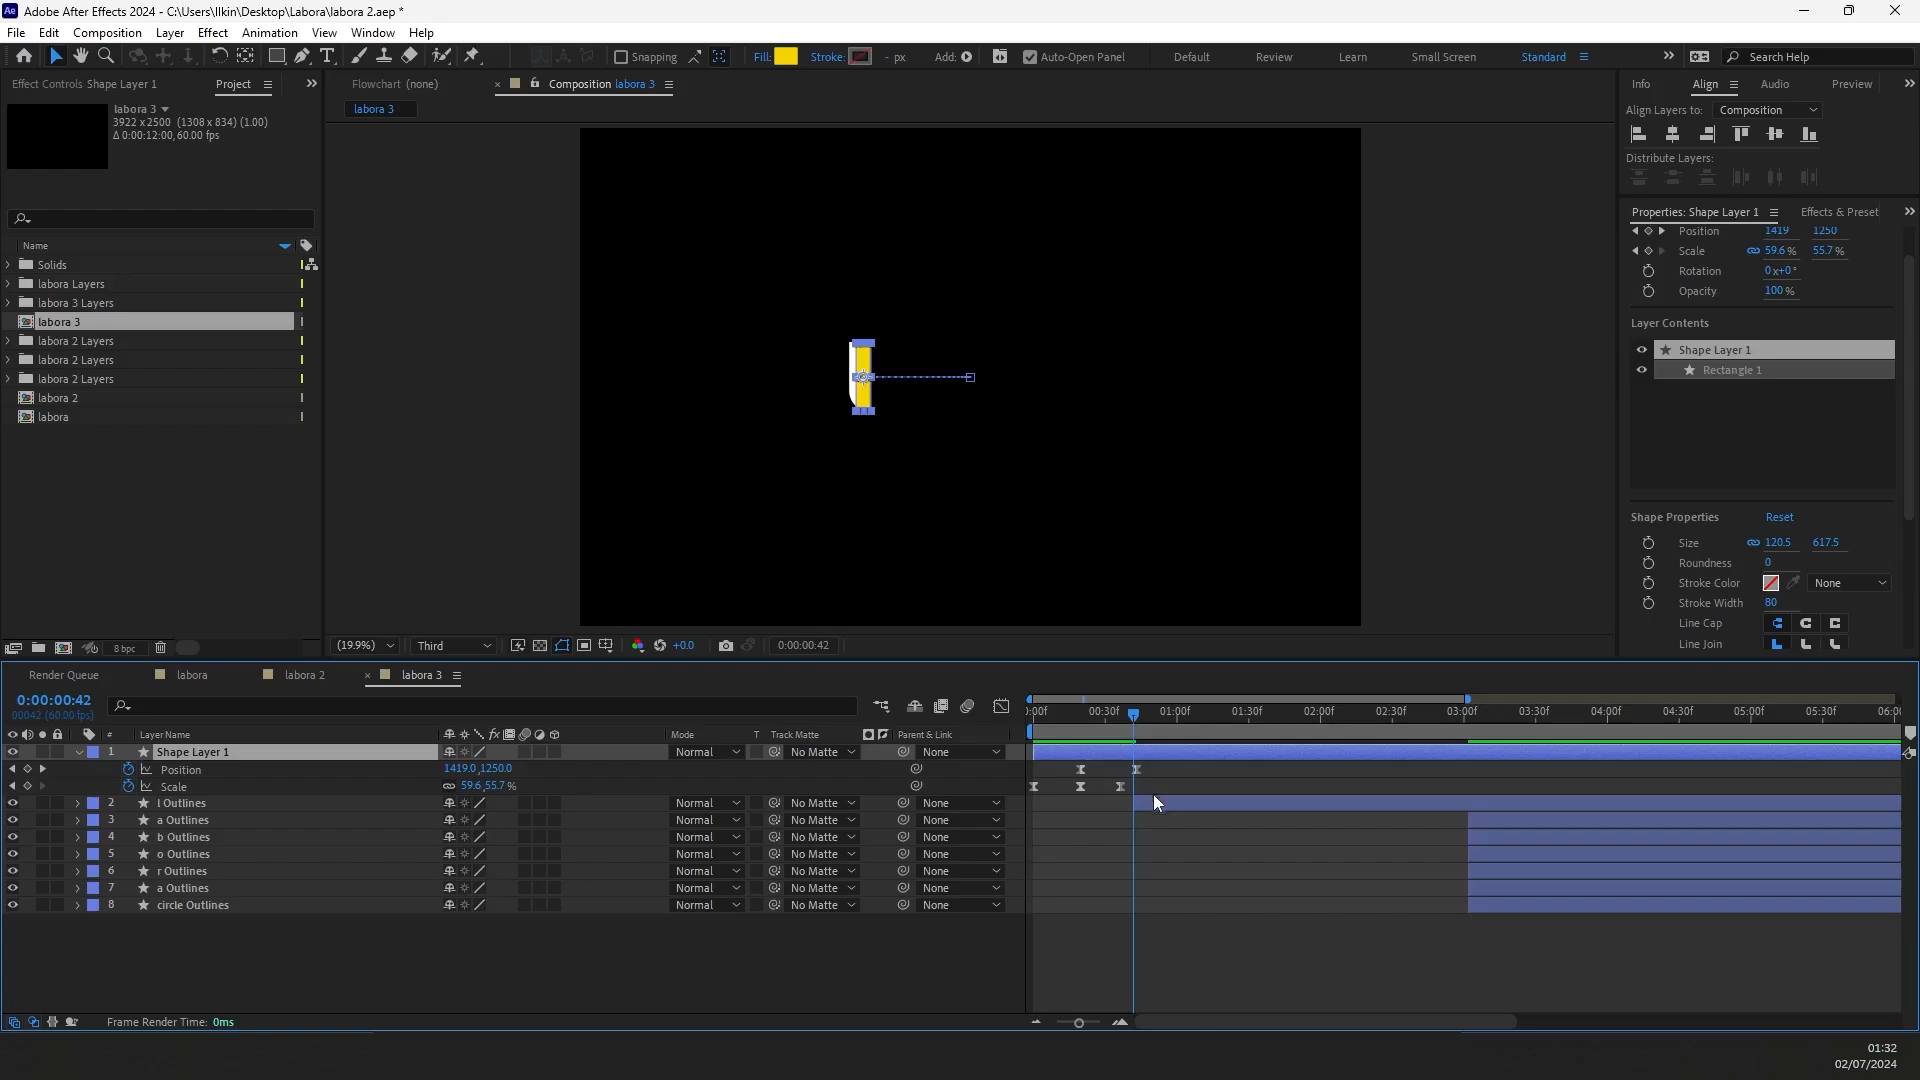 Adobe After Effects 2024 - C:\Users\Ilkin\Desktop\Labora\labora 2.aep *
File Edit Composition Layer Effect Animation View Window Help
Snapping Fill: Stroke: - px Add: Auto-Open Panel Default Review Learn Small Screen Standard Search Help
Effect Controls Shape Layer 1 Project
Flowchart (none) Composition labora 3
Info Align Audio Preview
labora 3
3922 x 2500 (1308 x 834) (1.00)
Δ 0:00:12:00, 60.00 fps
labora 3
Align Layers to: Composition
Distribute Layers:
Properties: Shape Layer 1 Effects & Preset
Position 1419 1250
Scale 59.6 % 55.7 %
Rotation 0x+0°
Opacity 100 %
Layer Contents
Shape Layer 1
Rectangle 1
Shape Properties Reset
Size 120.5 617.5
Roundness 0
Stroke Color None
Stroke Width 80
Line Cap
Line Join
Name
Solids
labora Layers
labora 3 Layers
labora 3
labora 2 Layers
labora 2 Layers
labora 2 Layers
labora 2
labora
8 bpc
(19.9%) Third +0.0 0:00:00:42
Render Queue labora labora 2 labora 3
0:00:00:42
00042 (60.00 fps)
:00f 00:30f 01:00f 01:30f 02:00f 02:30f 03:00f 03:30f 04:00f 04:30f 05:00f 05:30f 06:0
# Layer Name Mode T Track Matte Parent & Link
1 Shape Layer 1 Normal No Matte None
Position 1419.0,1250.0
Scale 59.6,55.7 %
2 l Outlines Normal No Matte None
3 a Outlines Normal No Matte None
4 b Outlines Normal No Matte None
5 o Outlines Normal No Matte None
6 r Outlines Normal No Matte None
7 a Outlines Normal No Matte None
8 circle Outlines Normal No Matte None
Frame Render Time: 0ms
01:32
02/07/2024